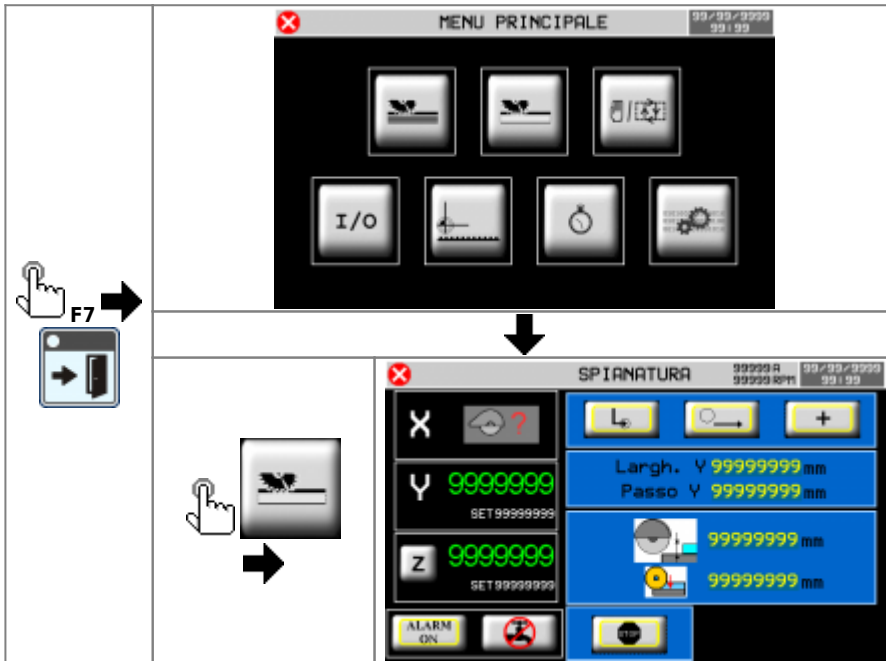 MENU PRINCIPALE
99/99/9999
99:99
I/O
F7
SPIANATURA
99999 A
99999 RPM
99/99/9999
99:99
X
?
+
Y 9999999
SET99999999
Largh. Y 99999999 mm
Passo Y 99999999 mm
Z 9999999
SET99999999
99999999 mm
99999999 mm
ALARM
ON
STOP